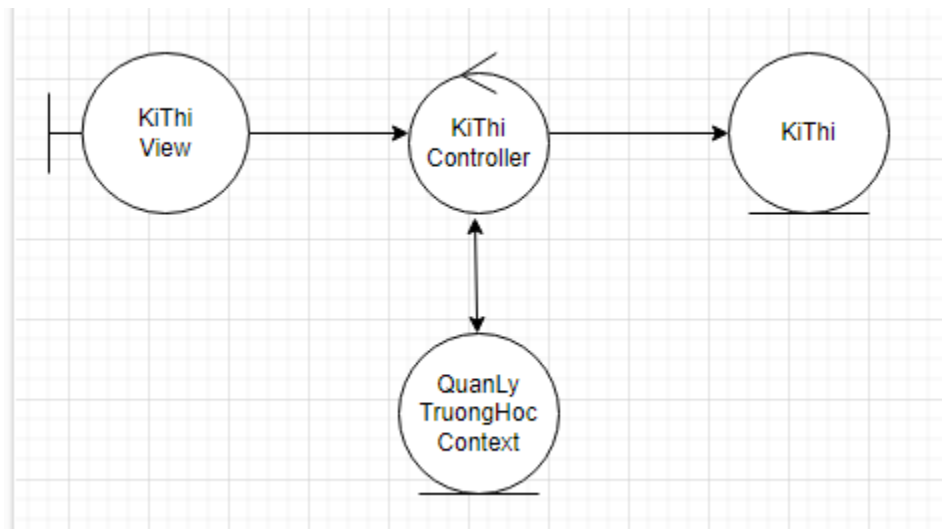 KiThi
View
KiThi
Controller
KiThi
QuanLy
TruongHoc
Context